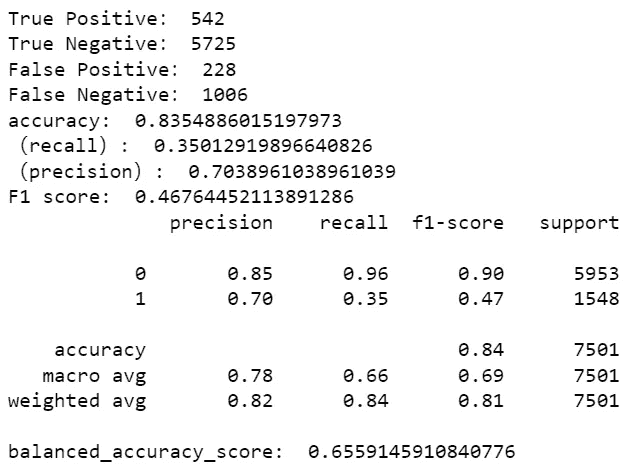 True Positive:  542
True Negative:  5725
False Positive:  228
False Negative:  1006
accuracy:  0.8354886015197973
（recall）:  0.35012919896640826
（precision）:  0.7038961038961039
F1 score:  0.46764452113891286
precision    recall  f1-score   support
0       0.85      0.96      0.90      5953
1       0.70      0.35      0.47      1548
accuracy                           0.84      7501
macro avg       0.78      0.66      0.69      7501
weighted avg       0.82      0.84      0.81      7501
balanced_accuracy_score:  0.6559145910840776